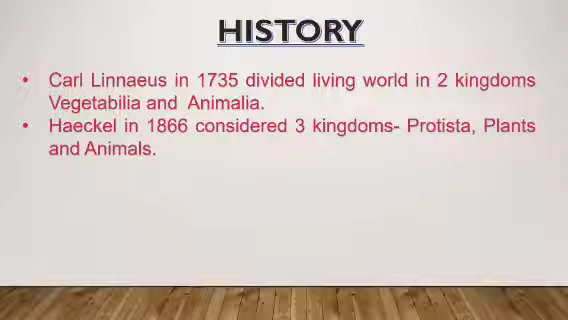 HISTORY
• Carl Linnaeus in 1735 divided living world in 2 kingdoms
Vegetabilia and Animalia.
• Haeckel in 1866 considered 3 kingdoms- Protista, Plants
and Animals.